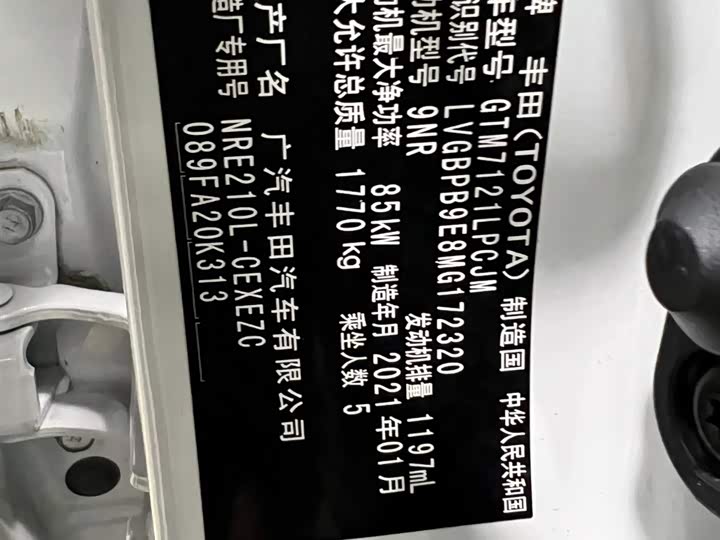 牌 丰田(TOYOTA) 制造国 中华人民共和国
车型号 GTM7121LPCJM
识别代号 LVGBPB9E8MG172320
动机型号 9NR 发动机排量 1197mL
动机最大净功率 85kW 制造年月 2021年01月
大允许总质量 1770kg 乘坐人数 5
产厂名 广汽丰田汽车有限公司
造厂专用号 NRE210L-CEXEZC
089FA20K313